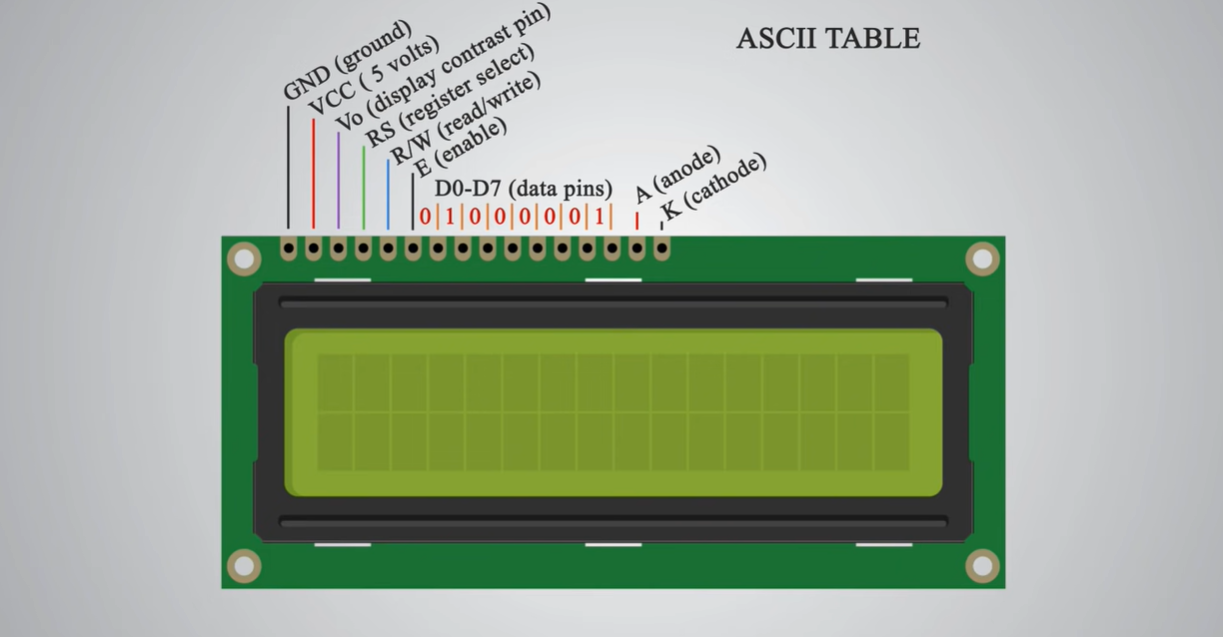 ASCII TABLE
GND (ground)
VCC ( 5 volts)
Vo (display contrast pin)
RS (register select)
R/W (read/write)
E (enable)
D0-D7 (data pins)
0 1 0 0 0 0 0 1
A (anode)
K (cathode)